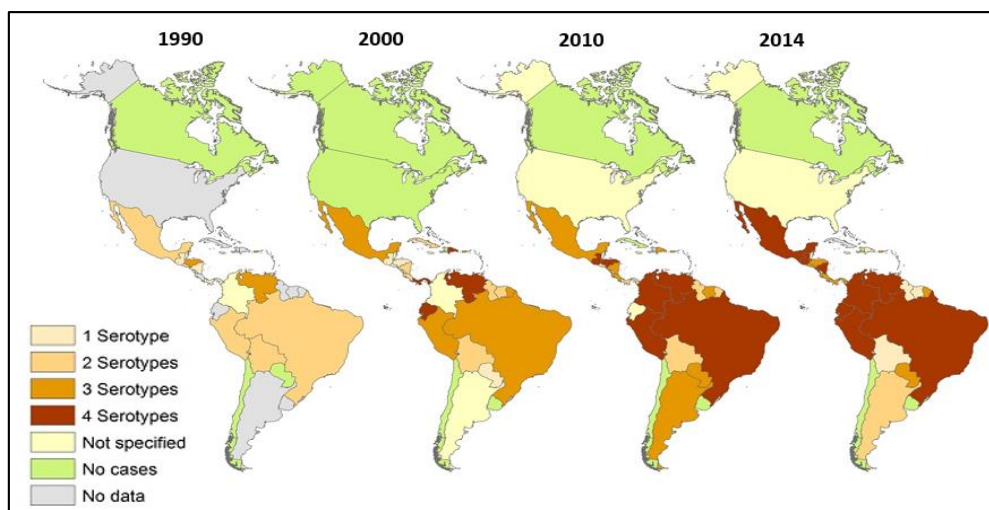 1990 2000 2010 2014
1 Serotype
2 Serotypes
3 Serotypes
4 Serotypes
Not specified
No cases
No data